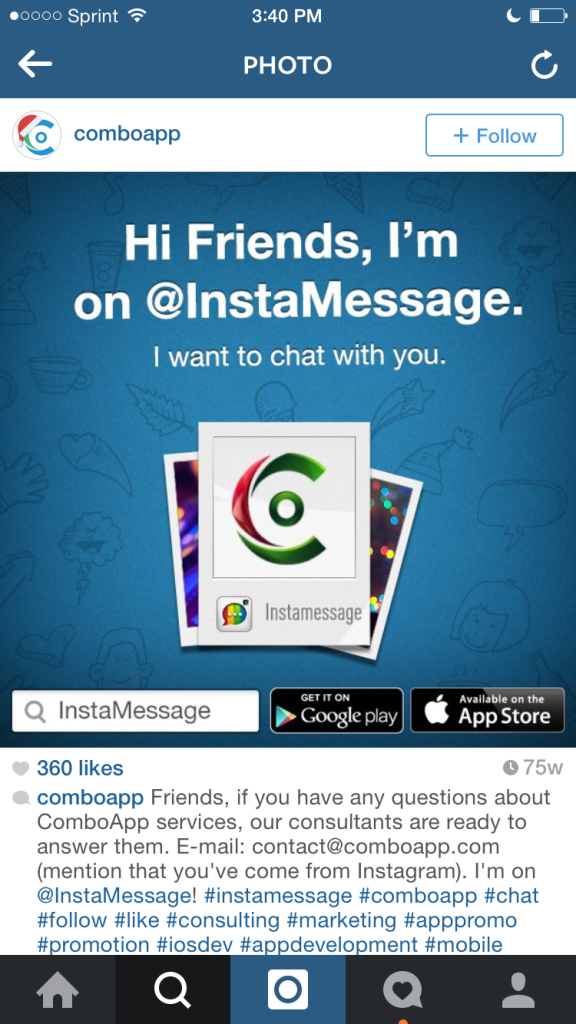 Sprint 3:40 PM
PHOTO
comboapp + Follow
Hi Friends, I'm
on @InstaMessage.
I want to chat with you.
Instamessage
InstaMessage
GET IT ON
Google play
Available on the
App Store
360 likes 75w
comboapp Friends, if you have any questions about
ComboApp services, our consultants are ready to
answer them. E-mail: contact@comboapp.com
(mention that you've come from Instagram). I'm on
@InstaMessage! #instamessage #comboapp #chat
#follow #like #consulting #marketing #apppromo
#promotion #iosdev #appdevelopment #mobile